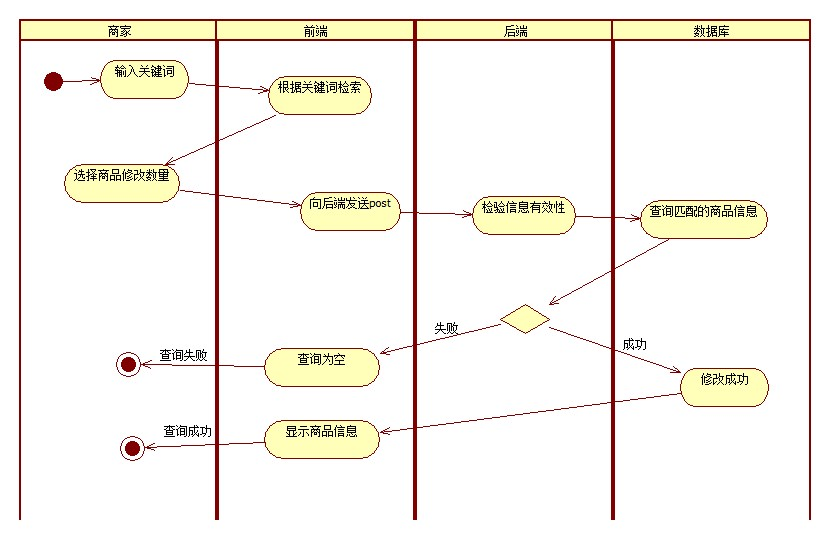 商家
前端
后端
数据库
输入关键词
根据关键词检索
选择商品修改数量
向后端发送post
检验信息有效性
查询匹配的商品信息
失败
成功
查询失败
查询为空
修改成功
查询成功
显示商品信息